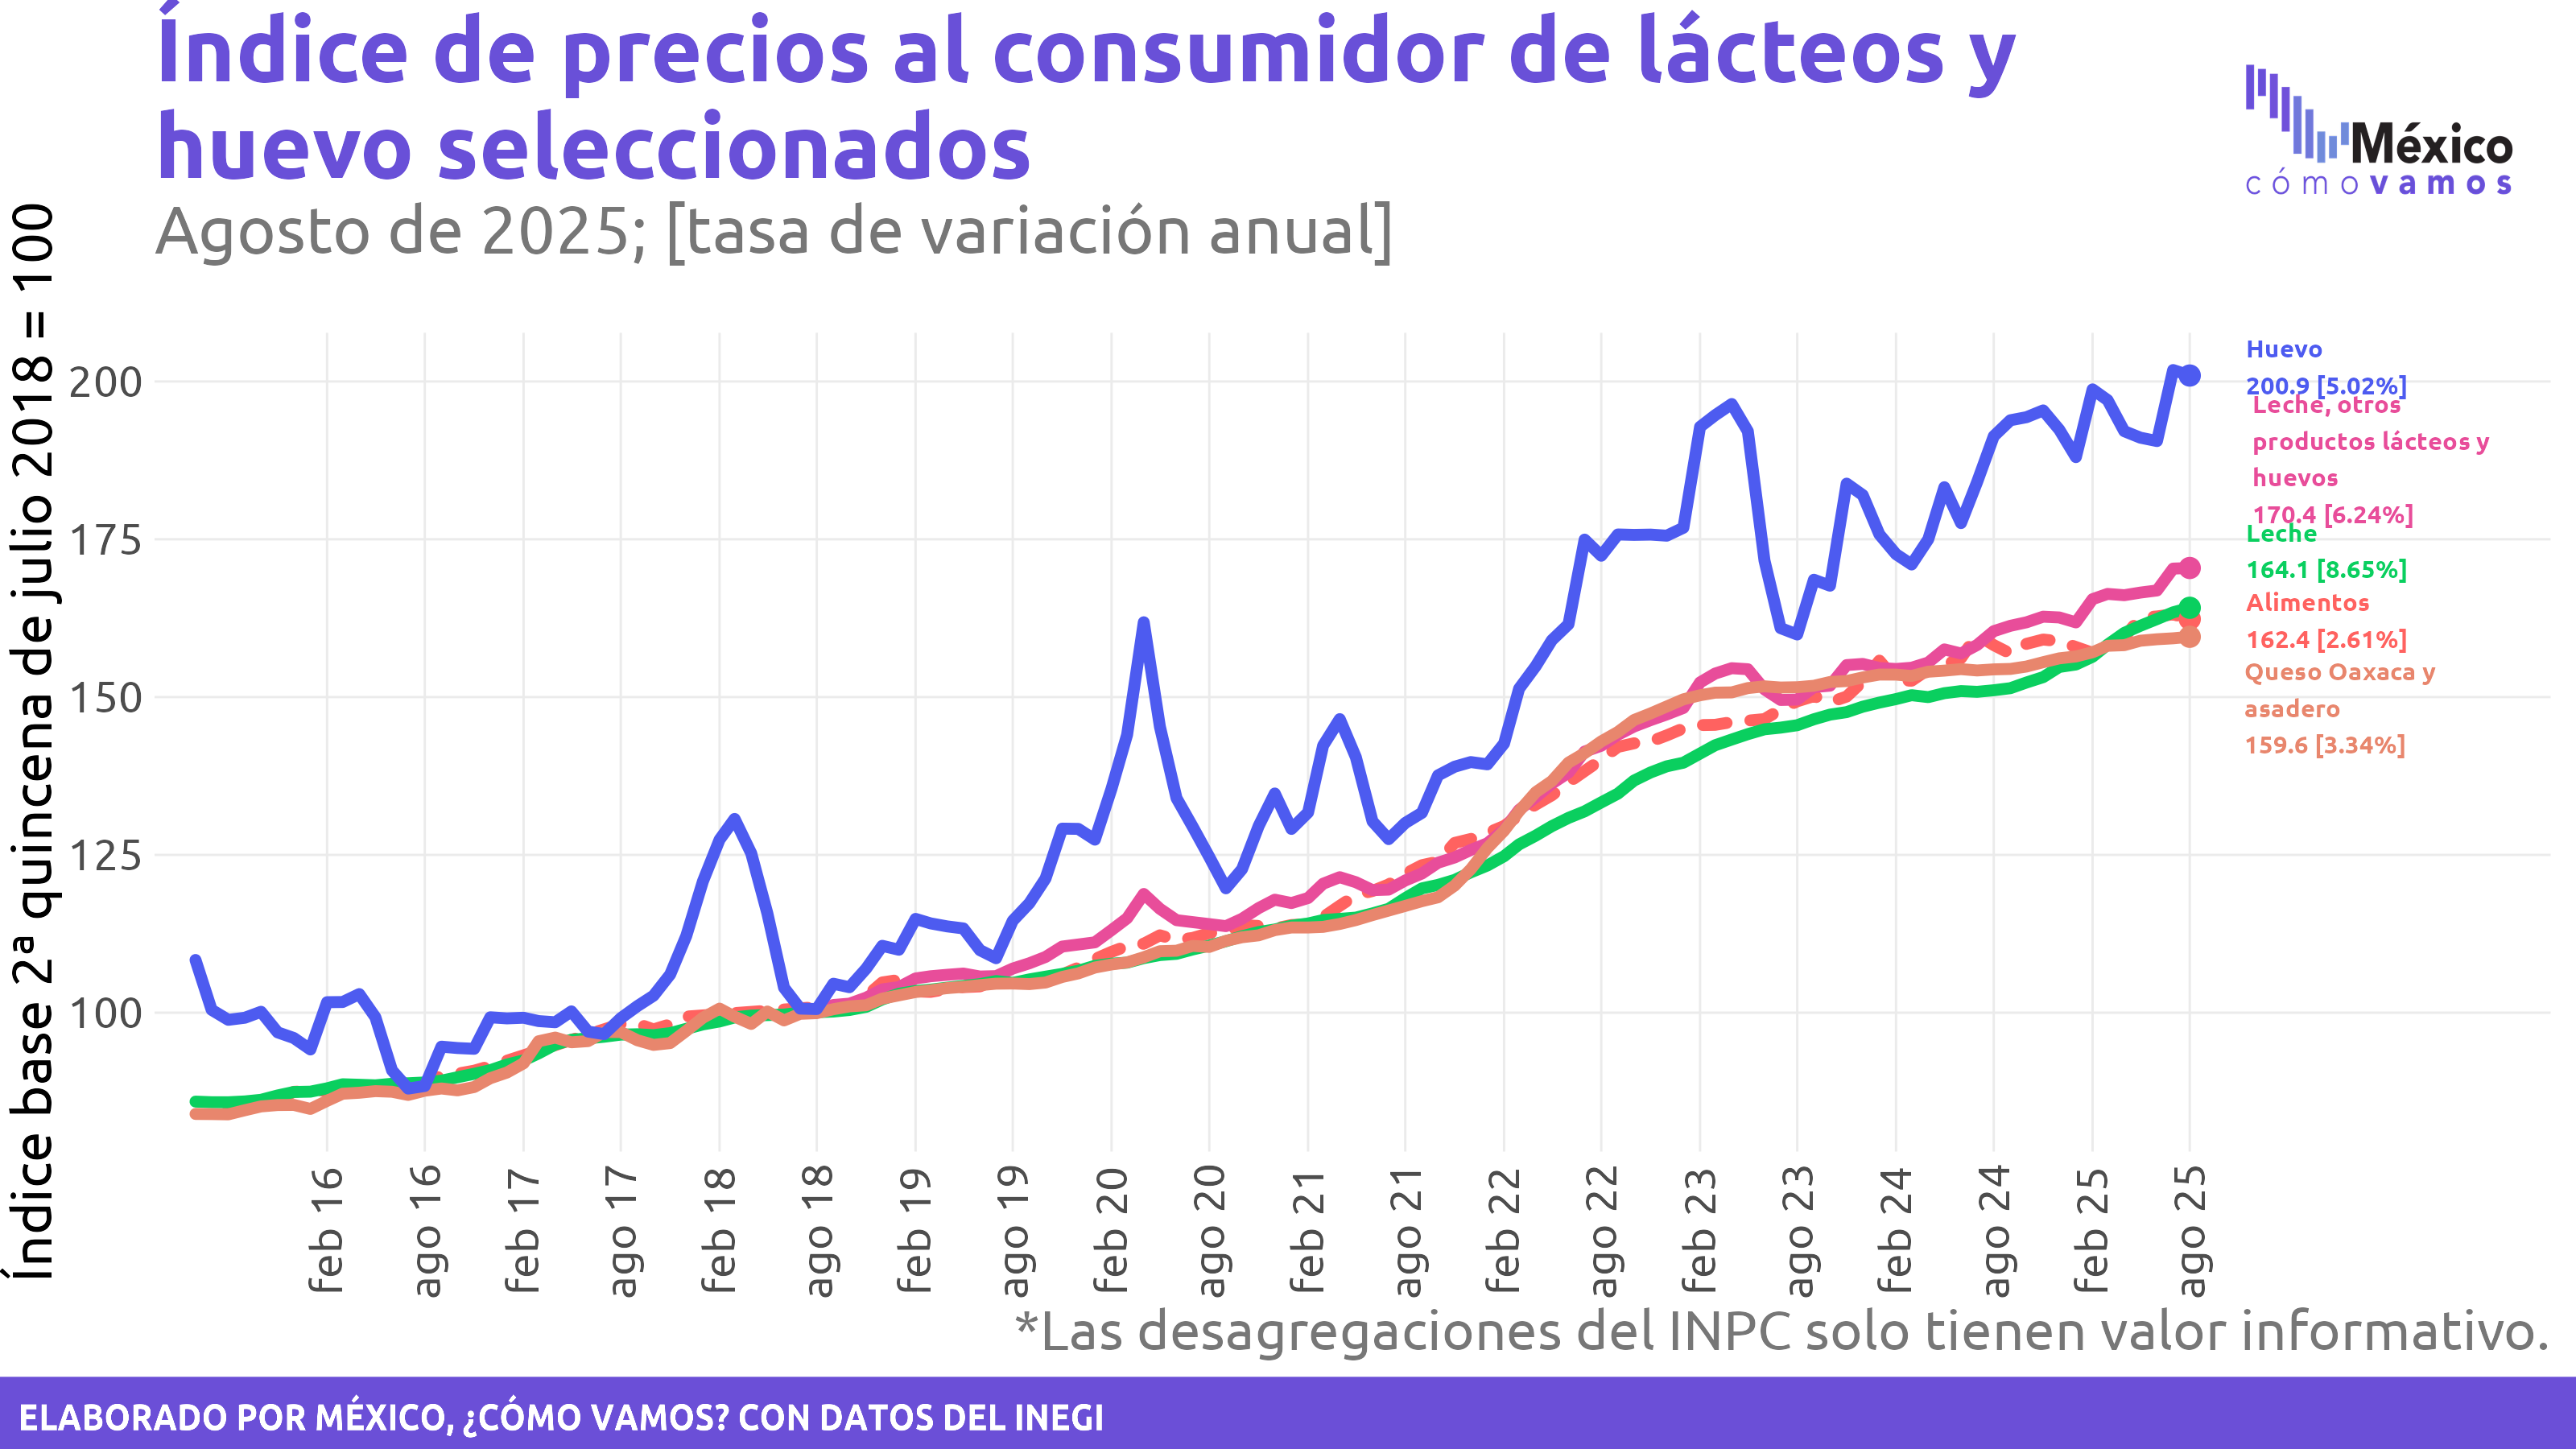 Índice de precios al consumidor de lácteos y
huevo seleccionados
Agosto de 2025; [tasa de variación anual]
México
cómo vamos
Índice base 2ª quincena de julio 2018 = 100
200
175
150
125
100
Huevo
200.9 [5.02%]
Leche, otros
productos lácteos y
huevos
170.4 [6.24%]
Leche
164.1 [8.65%]
Alimentos
162.4 [2.61%]
Queso Oaxaca y
asadero
159.6 [3.34%]
feb 16
ago 16
feb 17
ago 17
feb 18
ago 18
feb 19
ago 19
feb 20
ago 20
feb 21
ago 21
feb 22
ago 22
feb 23
ago 23
feb 24
ago 24
feb 25
ago 25
*Las desagregaciones del INPC solo tienen valor informativo.
ELABORADO POR MÉXICO, ¿CÓMO VAMOS? CON DATOS DEL INEGI